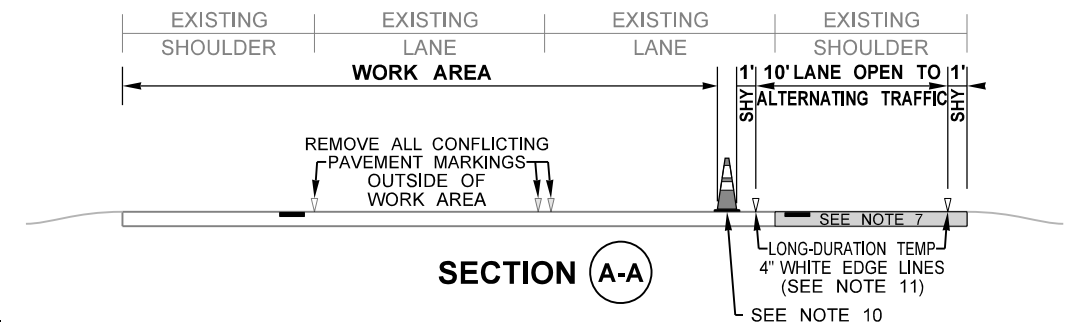 EXISTING EXISTING EXISTING EXISTING
SHOULDER LANE LANE SHOULDER
WORK AREA
1' 10' LANE OPEN TO 1'
SHY ALTERNATING TRAFFIC SHY
REMOVE ALL CONFLICTING
PAVEMENT MARKINGS
OUTSIDE OF
WORK AREA
SEE NOTE 7
LONG-DURATION TEMP
4" WHITE EDGE LINES
(SEE NOTE 11)
SECTION A-A
SEE NOTE 10